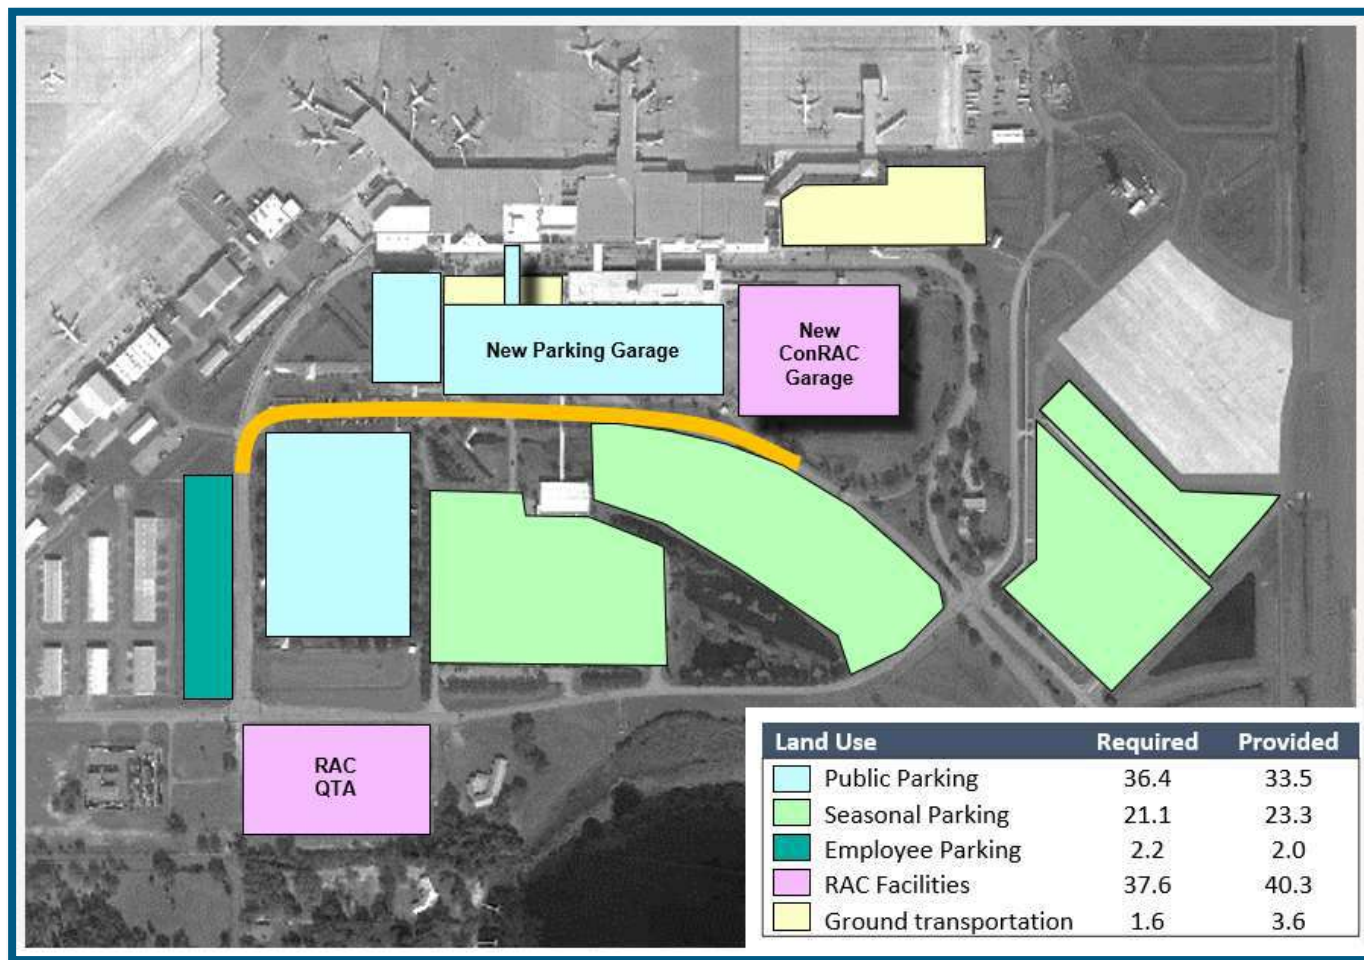 New Parking Garage
New
ConRAC
Garage
RAC
QTA
Land Use Required Provided
Public Parking 36.4 33.5
Seasonal Parking 21.1 23.3
Employee Parking 2.2 2.0
RAC Facilities 37.6 40.3
Ground transportation 1.6 3.6